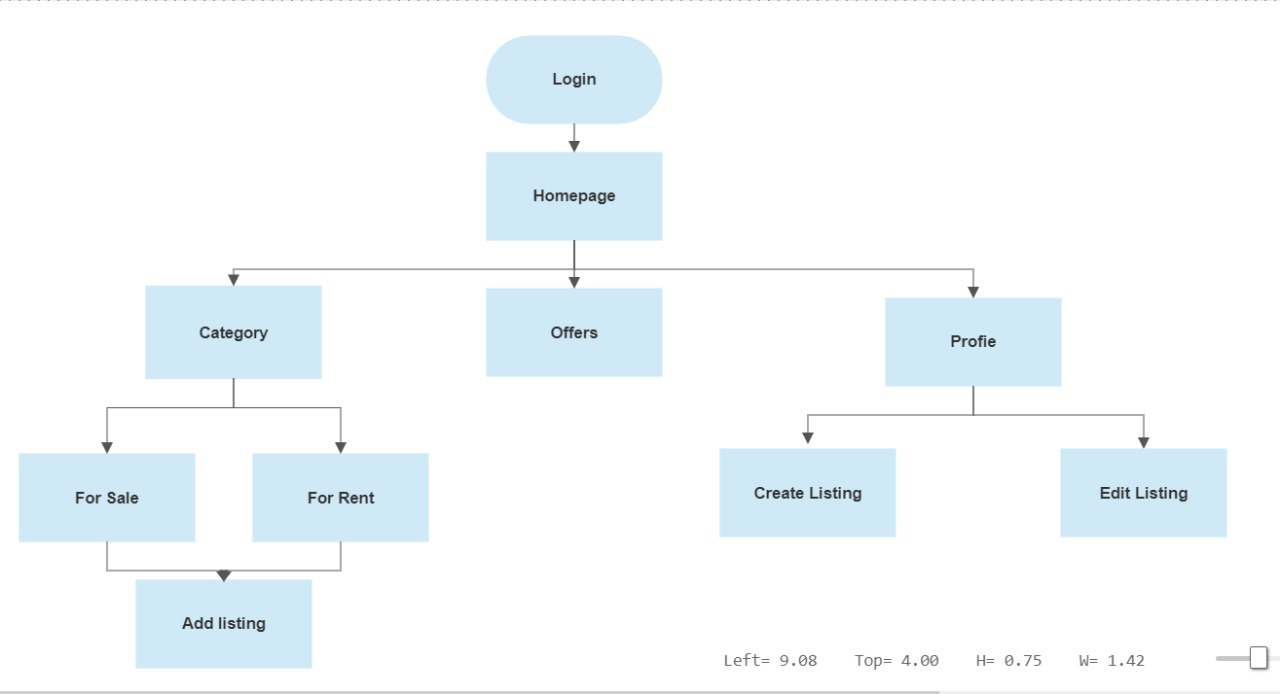 Login
Homepage
Category
Offers
Profie
For Sale
For Rent
Create Listing
Edit Listing
Add listing
Left= 9.08 Top= 4.00 H= 0.75 W= 1.42